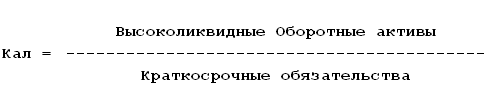 Высоколиквидные Оборотные активы
Кал = ------------------------------------------
Краткосрочные обязательства